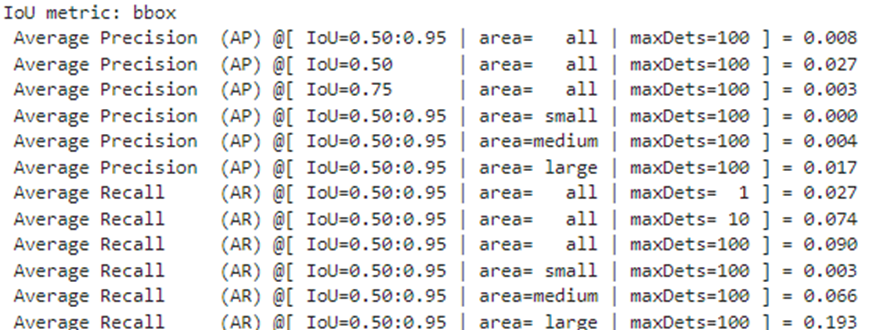 IoU metric: bbox
 Average Precision  (AP) @[ IoU=0.50:0.95 | area=   all | maxDets=100 ] = 0.008
 Average Precision  (AP) @[ IoU=0.50      | area=   all | maxDets=100 ] = 0.027
 Average Precision  (AP) @[ IoU=0.75      | area=   all | maxDets=100 ] = 0.003
 Average Precision  (AP) @[ IoU=0.50:0.95 | area= small | maxDets=100 ] = 0.000
 Average Precision  (AP) @[ IoU=0.50:0.95 | area=medium | maxDets=100 ] = 0.004
 Average Precision  (AP) @[ IoU=0.50:0.95 | area= large | maxDets=100 ] = 0.017
 Average Recall     (AR) @[ IoU=0.50:0.95 | area=   all | maxDets=  1 ] = 0.027
 Average Recall     (AR) @[ IoU=0.50:0.95 | area=   all | maxDets= 10 ] = 0.074
 Average Recall     (AR) @[ IoU=0.50:0.95 | area=   all | maxDets=100 ] = 0.090
 Average Recall     (AR) @[ IoU=0.50:0.95 | area= small | maxDets=100 ] = 0.003
 Average Recall     (AR) @[ IoU=0.50:0.95 | area=medium | maxDets=100 ] = 0.066
 Average Recall     (AR) @[ IoU=0.50:0.95 | area= large | maxDets=100 ] = 0.193